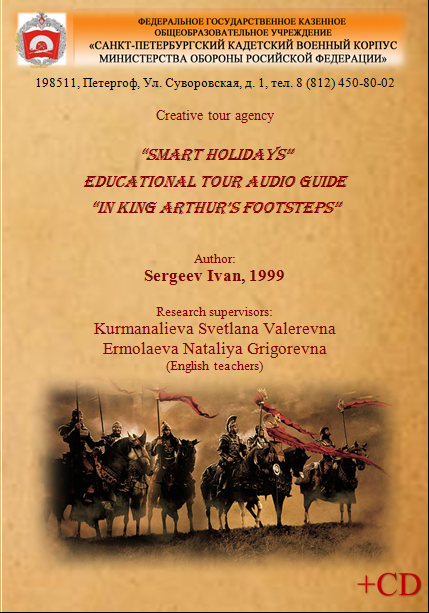 ФЕДЕРАЛЬНОЕ ГОСУДАРСТВЕННОЕ КАЗЕННОЕ
ОБЩЕОБРАЗОВАТЕЛЬНОЕ УЧРЕЖДЕНИЕ
«САНКТ-ПЕТЕРБУРГСКИЙ КАДЕТСКИЙ ВОЕННЫЙ КОРПУС
МИНИСТЕРСТВА ОБОРОНЫ РОСИЙСКОЙ ФЕДЕРАЦИИ»
198511, Петергоф, Ул. Суворовская, д. 1, тел. 8 (812) 450-80-02
Creative tour agency
“SMART HOLIDAYS”
EDUCATIONAL TOUR AUDIO GUIDE
“IN KING ARTHUR’S FOOTSTEPS”
Author:
Sergeev Ivan, 1999
Research supervisors:
Kurmanalieva Svetlana Valerevna
Ermolaeva Nataliya Grigorevna
(English teachers)
+CD